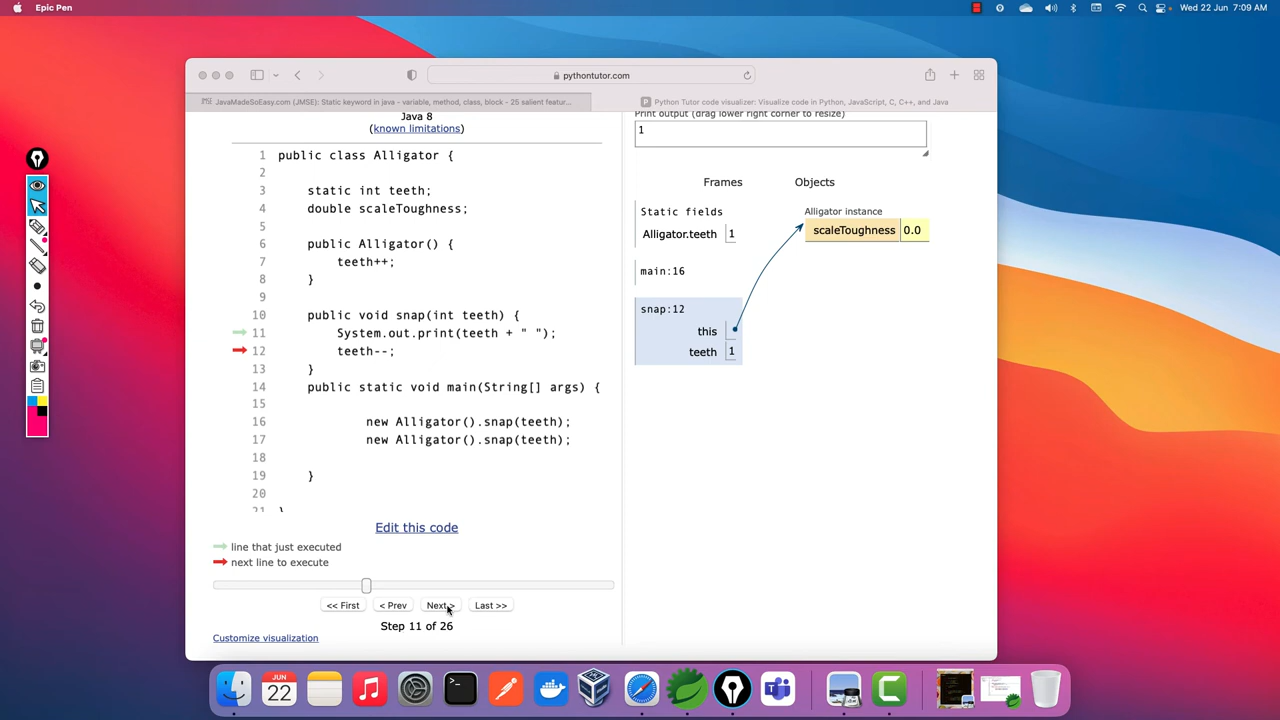 Epic Pen
Wed 22 Jun 7:09 AM
pythontutor.com
JavaMadeSoEasy.com (JMSE): Static keyword in java - variable, method, class, block - 25 salient featur...
Python Tutor code visualizer: Visualize code in Python, JavaScript, C, C++, and Java
Java 8
(known limitations)
1 public class Alligator {
2
3 static int teeth;
4 double scaleToughness;
5
6 public Alligator() {
7 teeth++;
8 }
9
10 public void snap(int teeth) {
11 System.out.print(teeth + " ");
12 teeth--;
13 }
14 public static void main(String[] args) {
15
16 new Alligator().snap(teeth);
17 new Alligator().snap(teeth);
18
19 }
20
21 }
Edit this code
line that just executed
next line to execute
<< First
< Prev
Next >
Last >>
Step 11 of 26
Customize visualization
Print output (drag lower right corner to resize)
1
Frames
Objects
Static fields
Alligator.teeth 1
main:16
snap:12
this
teeth 1
Alligator instance
scaleToughness 0.0
JUN
22